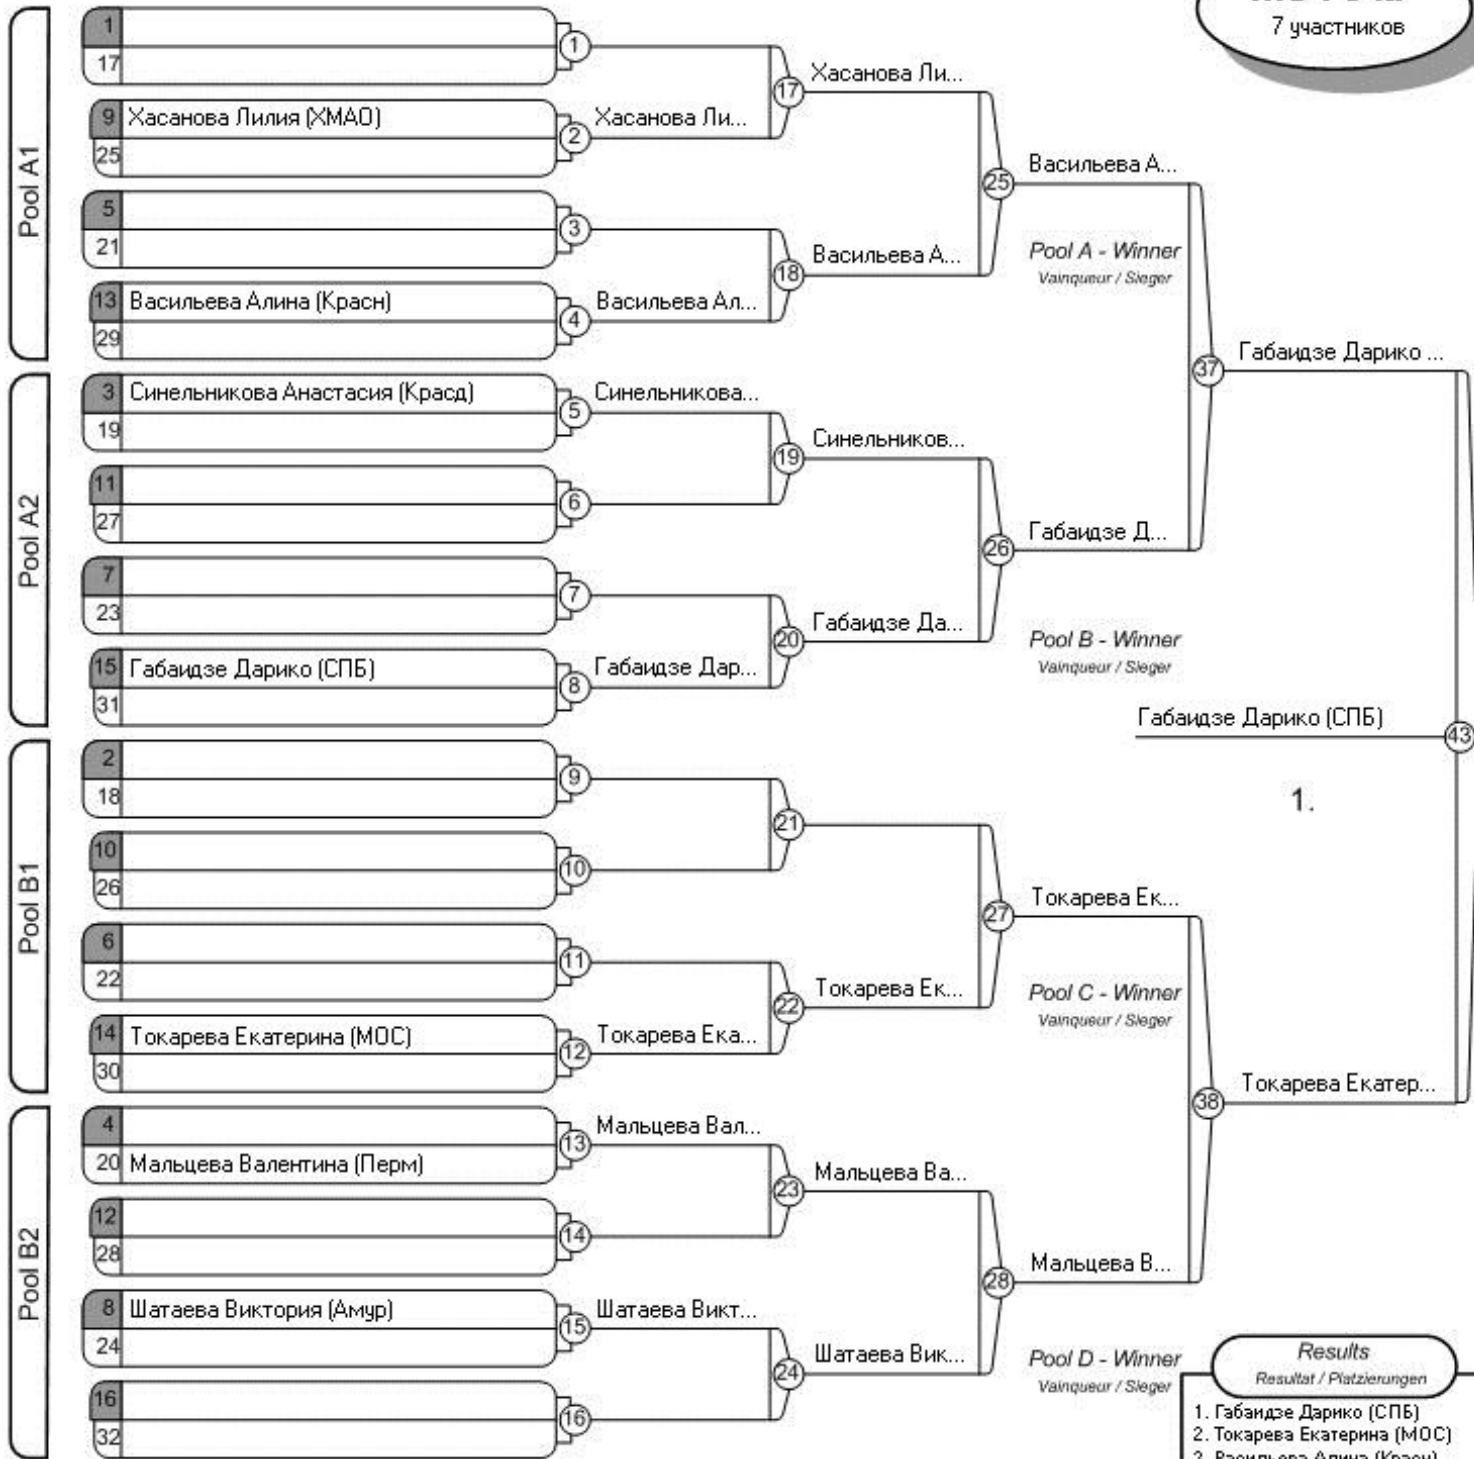 7 участников
Pool A1
1
17
1
9 Хасанова Лилия (ХМАО)
25
2
Хасанова Ли...
17
Хасанова Ли...
5
21
3
13 Васильева Алина (Красн)
29
4
Васильева Ал...
18
Васильева А...
25
Васильева А...
Pool A - Winner
Vainqueur / Sieger
Pool A2
3 Синельникова Анастасия (Красд)
19
5
Синельникова...
11
27
6
19
Синельников...
7
23
7
15 Габаидзе Дарико (СПБ)
31
8
Габаидзе Дар...
20
Габаидзе Да...
26
Габаидзе Д...
Pool B - Winner
Vainqueur / Sieger
37
Габаидзе Дарико ...
Габаидзе Дарико (СПБ)
43
1.
Pool B1
2
18
9
10
26
10
21
6
22
11
14 Токарева Екатерина (МОС)
30
12
Токарева Ека...
22
Токарева Ек...
27
Токарева Ек...
Pool C - Winner
Vainqueur / Sieger
Pool B2
4
20 Мальцева Валентина (Перм)
13
Мальцева Вал...
12
28
14
23
Мальцева Ва...
8 Шатаева Виктория (Амур)
24
15
Шатаева Викт...
16
32
16
24
Шатаева Вик...
28
Мальцева В...
Pool D - Winner
Vainqueur / Sieger
38
Токарева Екатер...
Results
Resultat / Platzierungen
1. Габаидзе Дарико (СПБ)
2. Токарева Екатерина (МОС)
3. Васильева Алина (Красн)